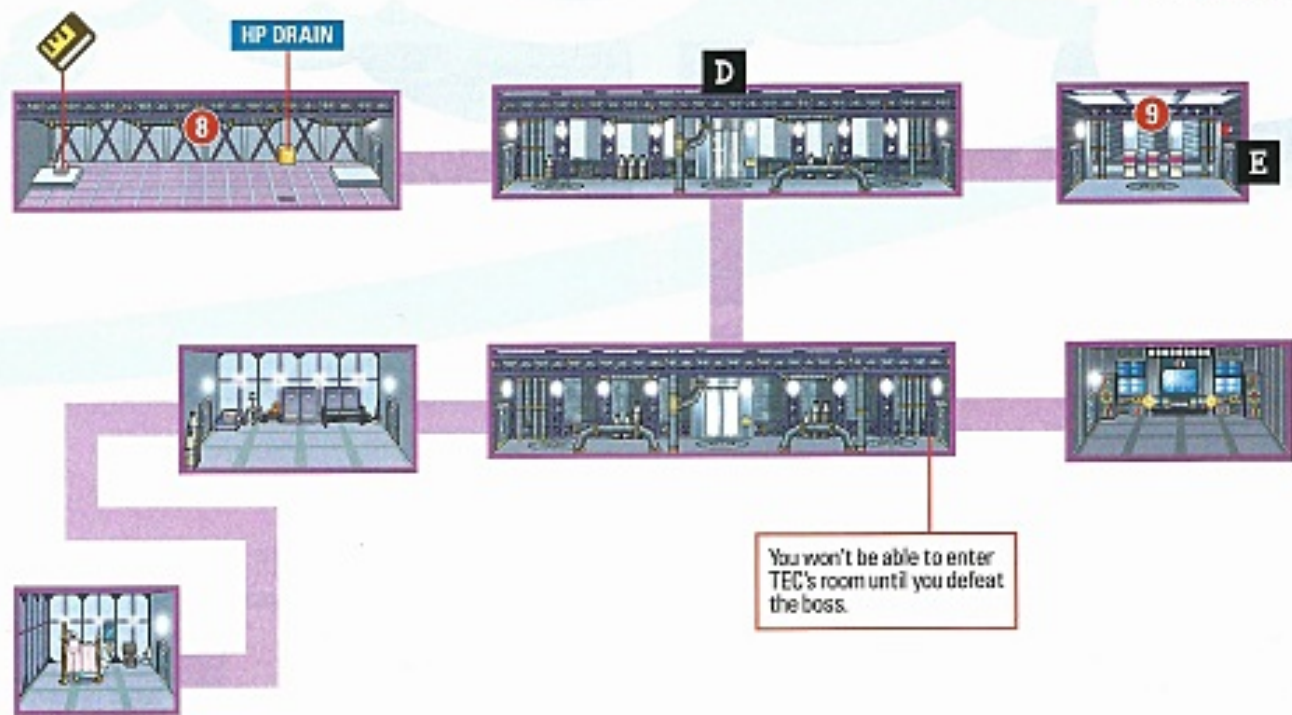 HP DRAIN
D
8
9
E
You won't be able to enter
TEC's room until you defeat
the boss.